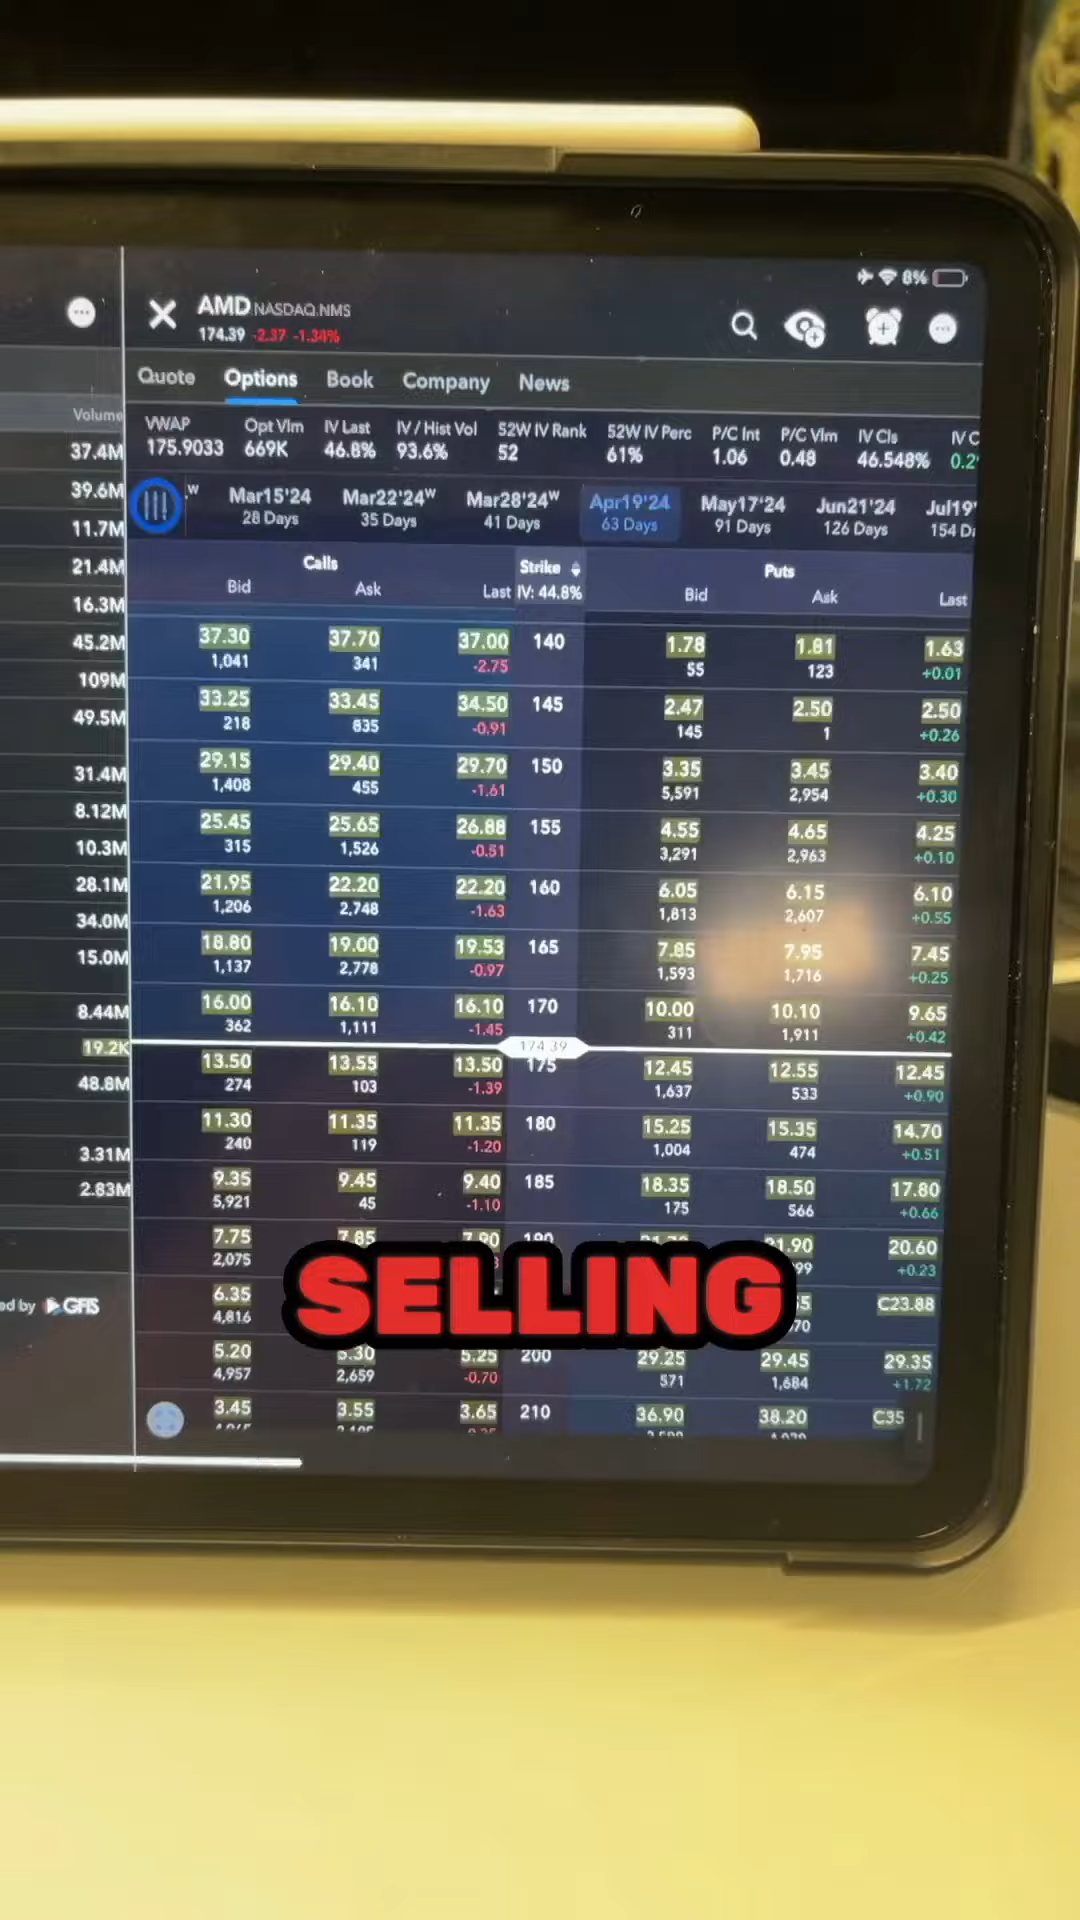 8%
AMD.NASDAQ.NMS
174.39 -2.37 -1.34%
Quote Options Book Company News
Volume
VWAP Opt Vlm IV Last IV / Hist Vol 52W IV Rank 52W IV Perc P/C Int P/C Vlm IV Cls IV C
175.9033 669K 46.8% 93.6% 52 61% 1.06 0.48 46.548%
37.4M
39.6M
11.7M
21.4M
16.3M
45.2M
109M
49.5M
31.4M
8.12M
10.3M
28.1M
34.0M
15.0M
8.44M
19.2K
48.8M
3.31M
2.83M
ed by GFIS
W Mar15'24 Mar22'24W Mar28'24W Apr19'24 May17'24 Jun21'24 Jul19'
28 Days 35 Days 41 Days 63 Days 91 Days 126 Days 154 Da
Calls Strike Puts
Bid Ask Last IV: 44.8% Bid Ask Last
37.30 37.70 37.00 140 1.78 1.81 1.63
1,041 341 -2.75 55 123 +0.01
33.25 33.45 34.50 145 2.47 2.50 2.50
218 835 -0.91 145 1 +0.26
29.15 29.40 29.70 150 3.35 3.45 3.40
1,408 455 -1.61 5,591 2,954 +0.30
25.45 25.65 26.88 155 4.55 4.65 4.25
315 1,526 -0.51 3,291 2,963 +0.10
21.95 22.20 22.20 160 6.05 6.15 6.10
1,206 2,748 -1.63 1,813 2,607 +0.55
18.80 19.00 19.53 165 7.85 7.95 7.45
1,137 2,778 -0.97 1,593 1,716 +0.25
16.00 16.10 16.10 170 10.00 10.10 9.65
362 1,111 -1.45 311 1,911 +0.42
174.39
13.50 13.55 13.50 175 12.45 12.55 12.45
274 103 -1.39 1,637 533 +0.90
11.30 11.35 11.35 180 15.25 15.35 14.70
240 119 -1.20 1,004 474 +0.51
9.35 9.45 9.40 185 18.35 18.50 17.80
5,921 45 -1.10 175 566 +0.66
7.75 7.85 7.90 190 20.60
2,075 +0.23
6.35 C23.88
4,816
SELLING
5.20 5.30 5.25 200 29.25 29.45 29.35
4,957 2,659 -0.70 571 1,684 +1.72
3.45 3.55 3.65 210 36.90 38.20 C35